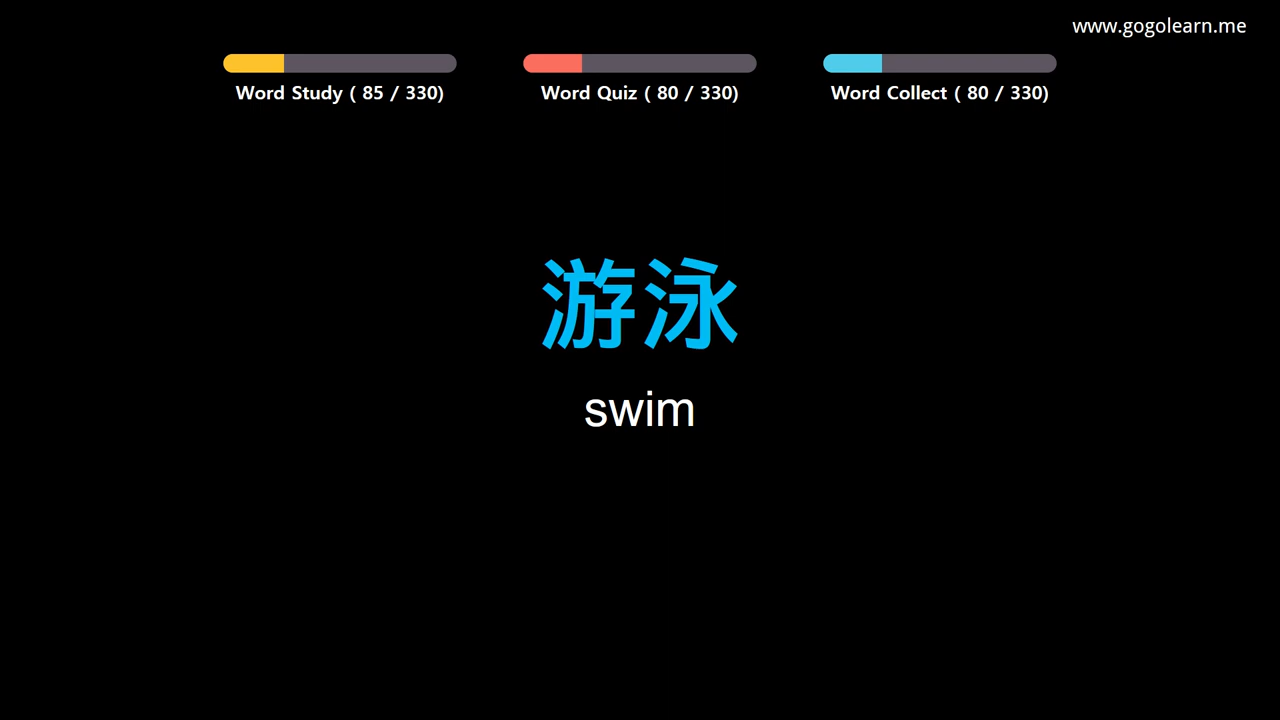 www.gogolearn.me
Word Study ( 85 / 330)
Word Quiz ( 80 / 330)
Word Collect ( 80 / 330)
游泳
swim